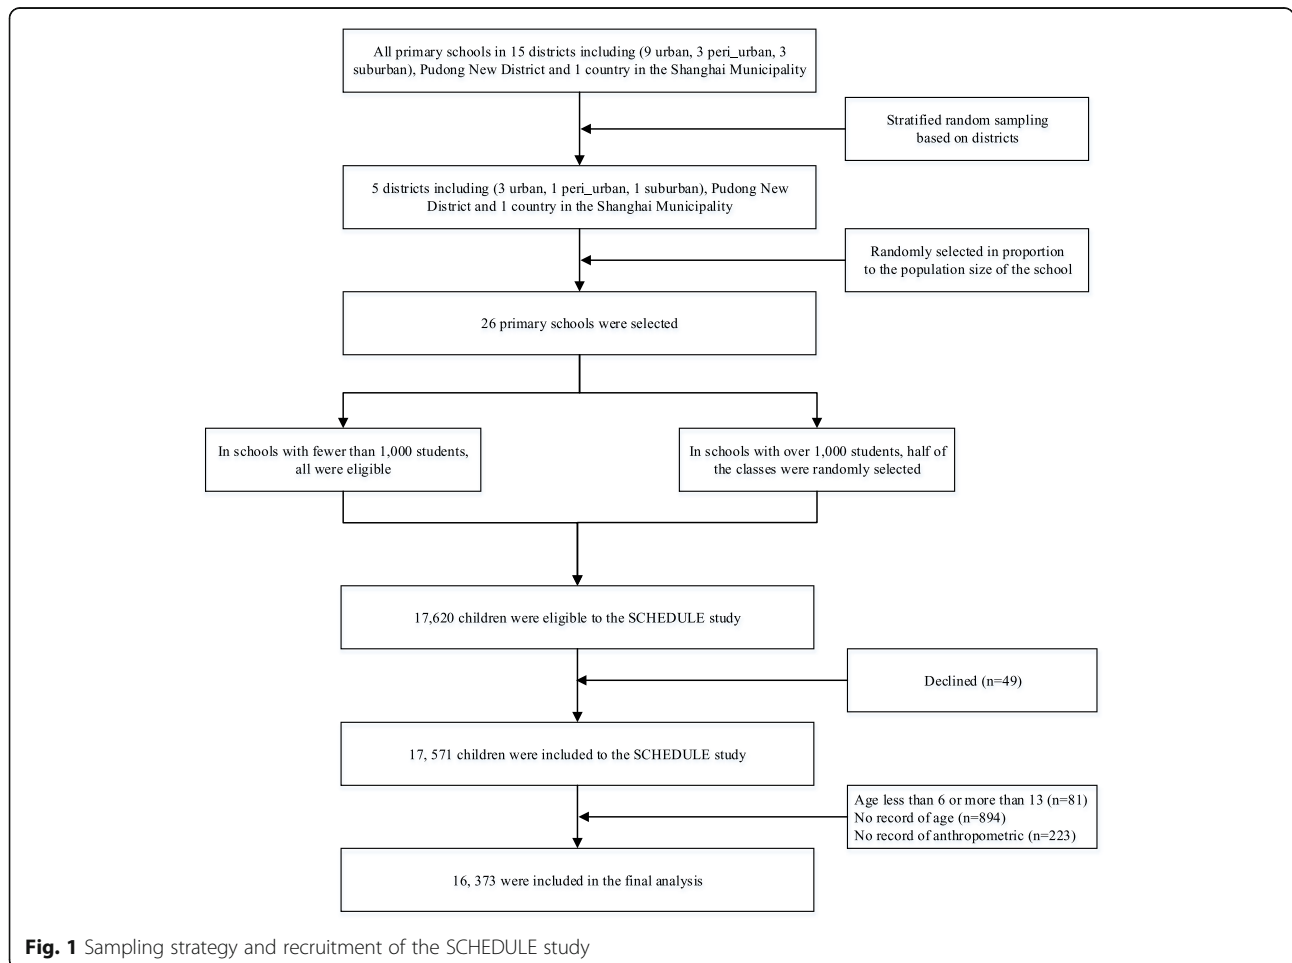 All primary schools in 15 districts including (9 urban, 3 peri_urban, 3
suburban), Pudong New District and 1 country in the Shanghai Municipality
Stratified random sampling
based on districts
5 districts including (3 urban, 1 peri_urban, 1 suburban), Pudong New
District and 1 country in the Shanghai Municipality
Randomly selected in proportion
to the population size of the school
26 primary schools were selected
In schools with fewer than 1,000 students,
all were eligible
In schools with over 1,000 students, half of
the classes were randomly selected
17,620 children were eligible to the SCHEDULE study
Declined (n=49)
17, 571 children were included to the SCHEDULE study
Age less than 6 or more than 13 (n=81)
No record of age (n=894)
No record of anthropometric (n=223)
16, 373 were included in the final analysis
Fig. 1 Sampling strategy and recruitment of the SCHEDULE study